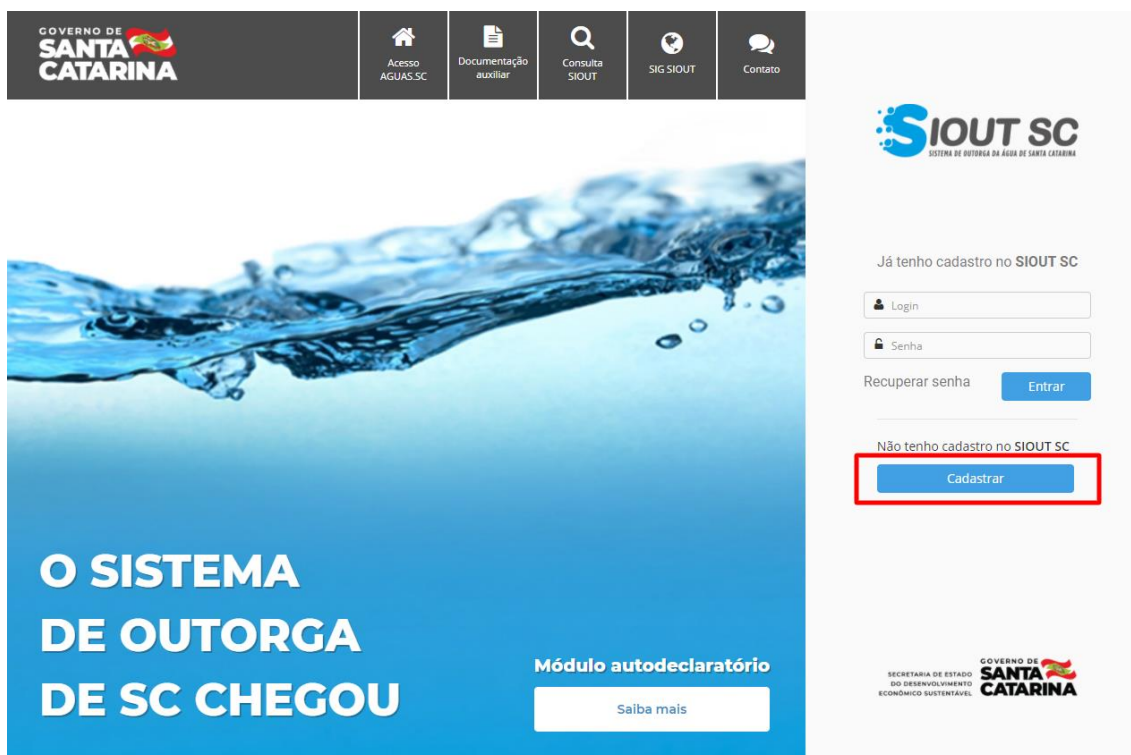 GOVERNO DE
SANTA
CATARINA
Acesso
AGUAS.SC
Documentação
auxiliar
Consulta
SIOUT
SIG SIOUT
Contato
SIOUT SC
SISTEMA DE OUTORGA DA ÁGUA DE SANTA CATARINA
Já tenho cadastro no SIOUT SC
Login
Senha
Recuperar senha
Entrar
Não tenho cadastro no SIOUT SC
Cadastrar
O SISTEMA
DE OUTORGA
DE SC CHEGOU
Módulo autodeclaratório
Saiba mais
SECRETARIA DE ESTADO
DO DESENVOLVIMENTO
ECONÔMICO SUSTENTÁVEL
GOVERNO DE
SANTA
CATARINA